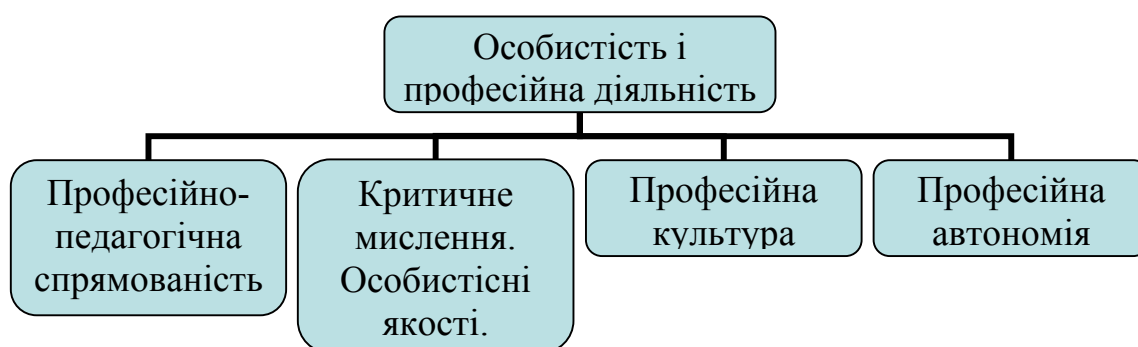 Особистість і
професійна діяльність
Професійно-
педагогічна
спрямованість
Критичне
мислення.
Особистісні
якості.
Професійна
культура
Професійна
автономія